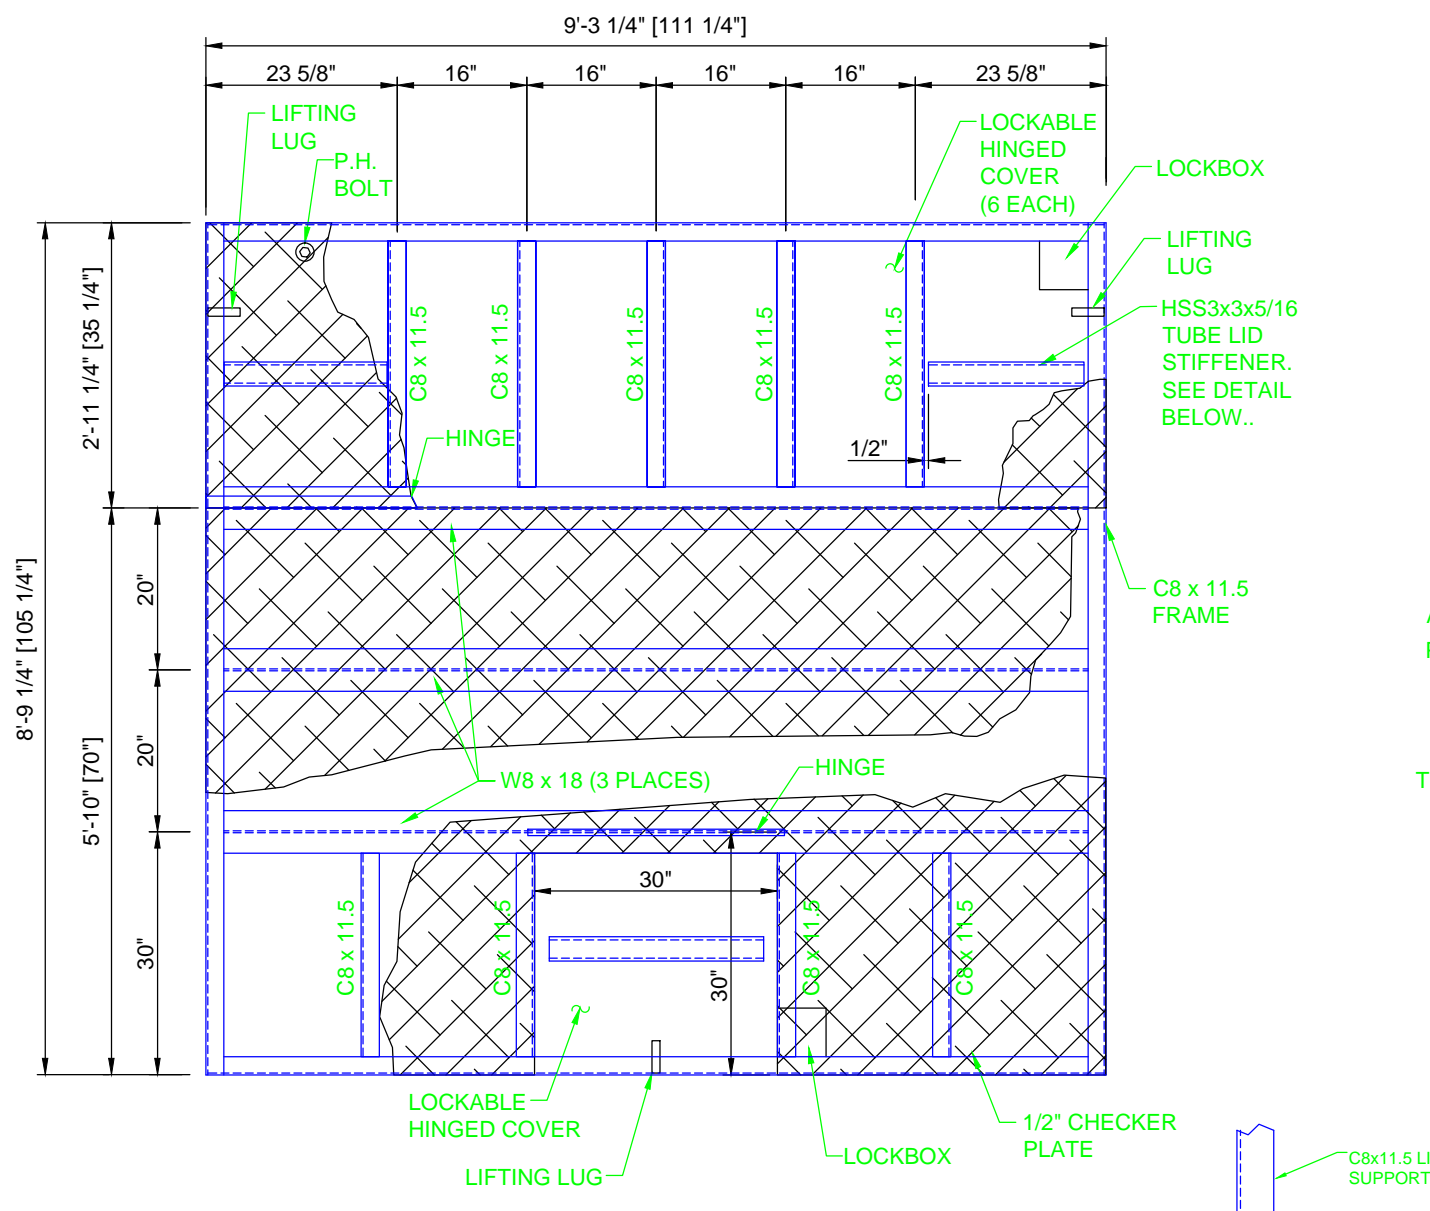 9'-3 1/4" [111 1/4"]
23 5/8"
16"
16"
16"
16"
23 5/8"
LIFTING
LUG
P.H.
BOLT
LOCKABLE
HINGED
COVER
(6 EACH)
LOCKBOX
LIFTING
LUG
HSS3x3x5/16
TUBE LID
STIFFENER.
SEE DETAIL
BELOW..
C8 x 11.5
C8 x 11.5
C8 x 11.5
C8 x 11.5
C8 x 11.5
2'-11 1/4" [35 1/4"]
HINGE
1/2"
8'-9 1/4" [105 1/4"]
20"
C8 x 11.5
FRAME
5'-10" [70"]
20"
W8 x 18 (3 PLACES)
HINGE
T
30"
30"
30"
C8 x 11.5
C8 x 11.5
C8 x 11.5
C8 x 11.5
LOCKABLE
HINGED COVER
LIFTING LUG
LOCKBOX
1/2" CHECKER
PLATE
C8x11.5 LI
SUPPORT